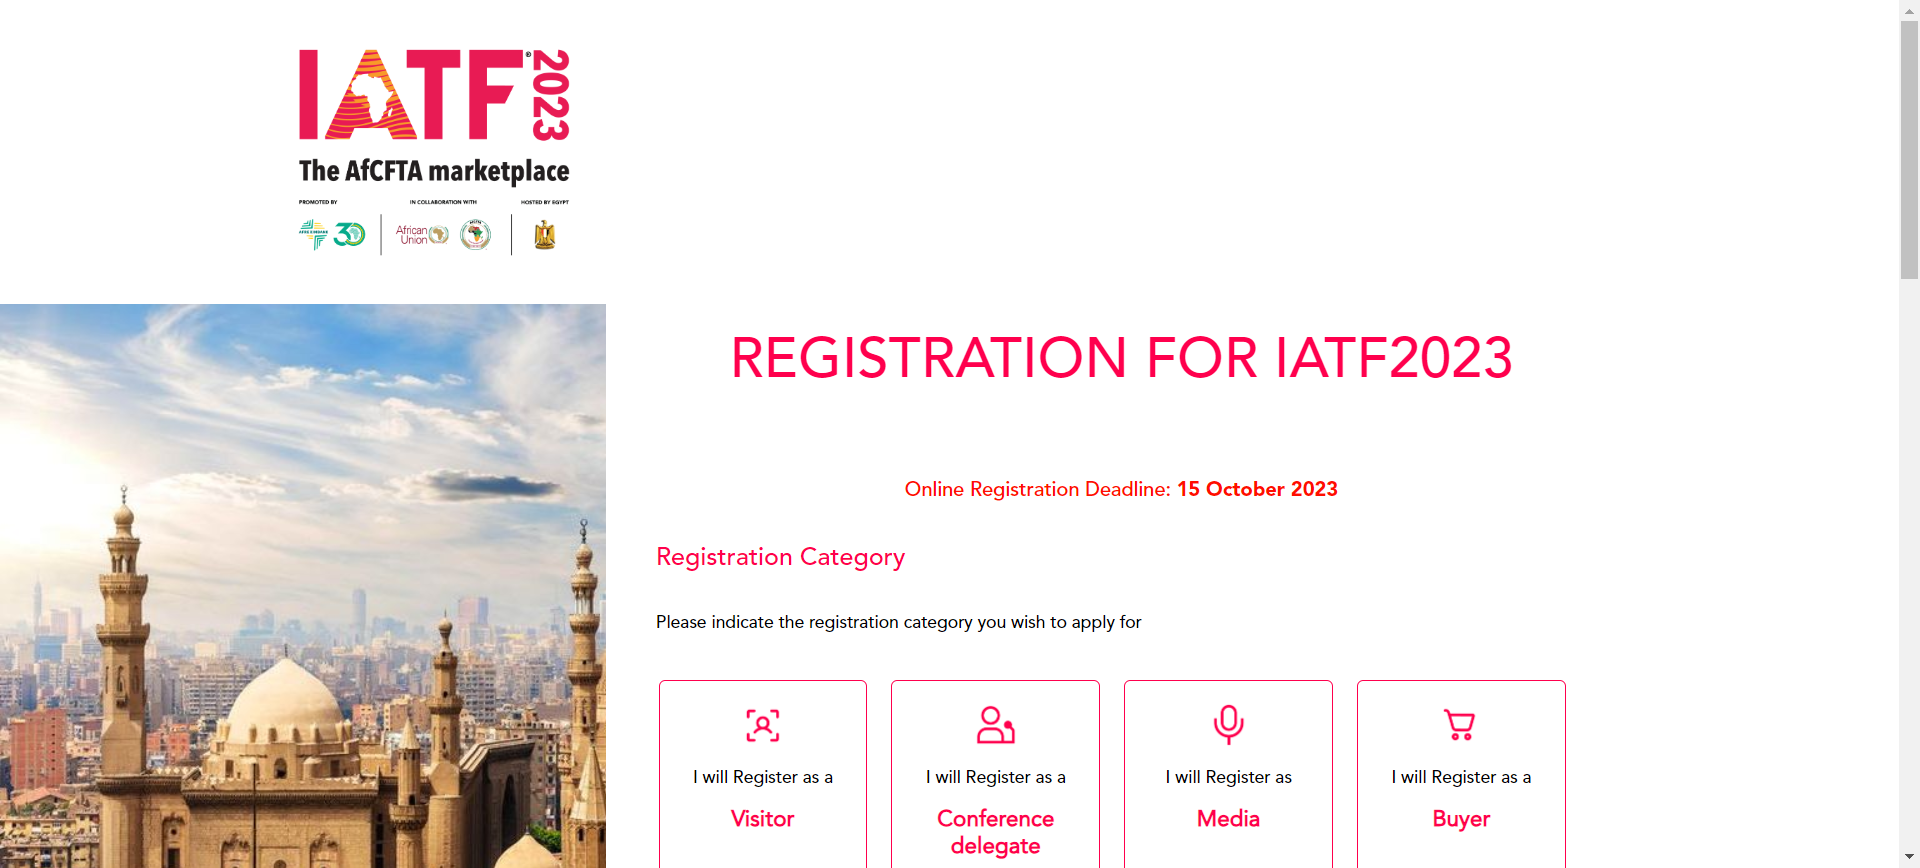 IATF® 2023
The AfCFTA marketplace
PROMOTED BY
IN COLLABORATION WITH
HOSTED BY EGYPT
30
African
Union
REGISTRATION FOR IATF2023
Online Registration Deadline: 15 October 2023
Registration Category
Please indicate the registration category you wish to apply for
I will Register as a
Visitor
I will Register as a
Conference
delegate
I will Register as
Media
I will Register as a
Buyer